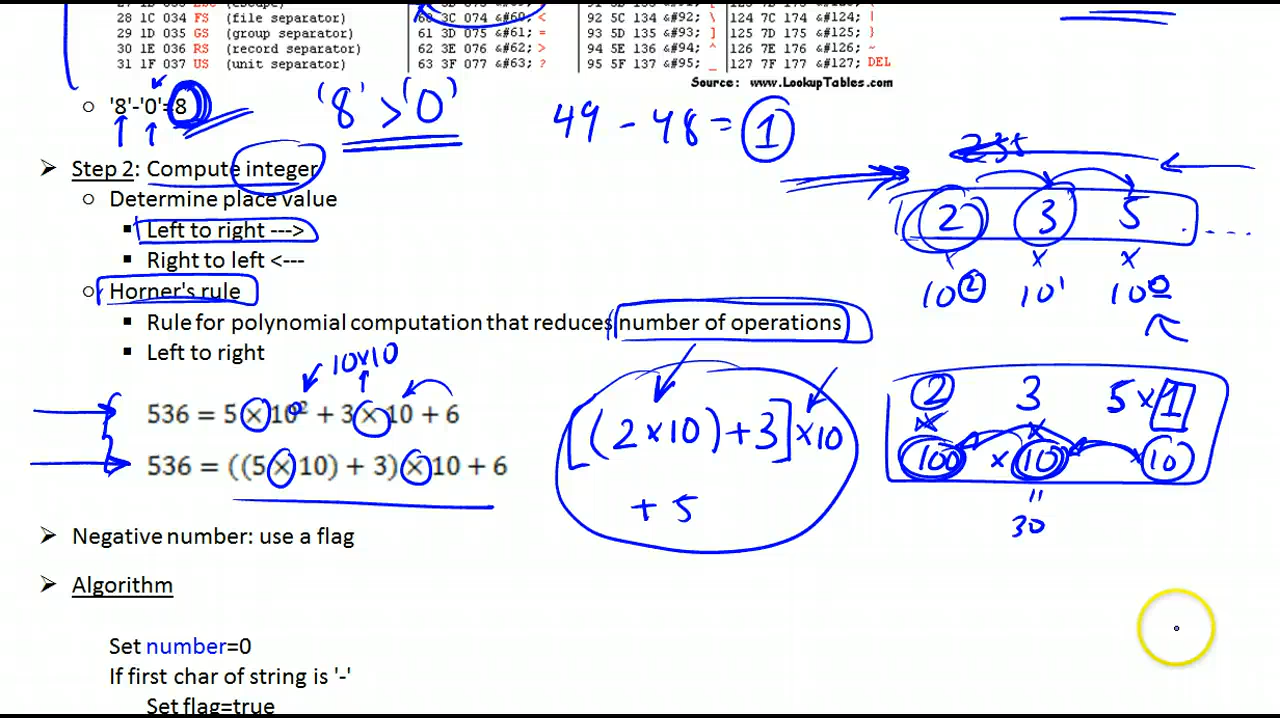 28 1C 034 FS (file separator) 60 3C 074 &#60; < 92 5C 134 &#92; \ 124 7C 174 &#124; |
29 1D 035 GS (group separator) 61 3D 075 &#61; = 93 5D 135 &#93; ] 125 7D 175 &#125; }
30 1E 036 RS (record separator) 62 3E 076 &#62; > 94 5E 136 &#94; ^ 126 7E 176 &#126; ~
31 1F 037 US (unit separator) 63 3F 077 &#63; ? 95 5F 137 &#95; _ 127 7F 177 &#127; DEL
Source: www.LookupTables.com
'8'-'0'=8
'8' > '0'
49 - 48 = 1
Step 2: Compute integer
255
Determine place value
Left to right --->
Right to left <---
2 3 5 ....
x x
10² 10¹ 10⁰
Horner's rule
Rule for polynomial computation that reduces number of operations
Left to right
10x10
536 = 5 × 10² + 3 × 10 + 6
536 = ((5 × 10) + 3) × 10 + 6
[(2x10)+3]x10
+ 5
2 3 5 x 1
x x
100 x 10 x 10
"
30
Negative number: use a flag
Algorithm
Set number=0
If first char of string is '-'
Set flag=true